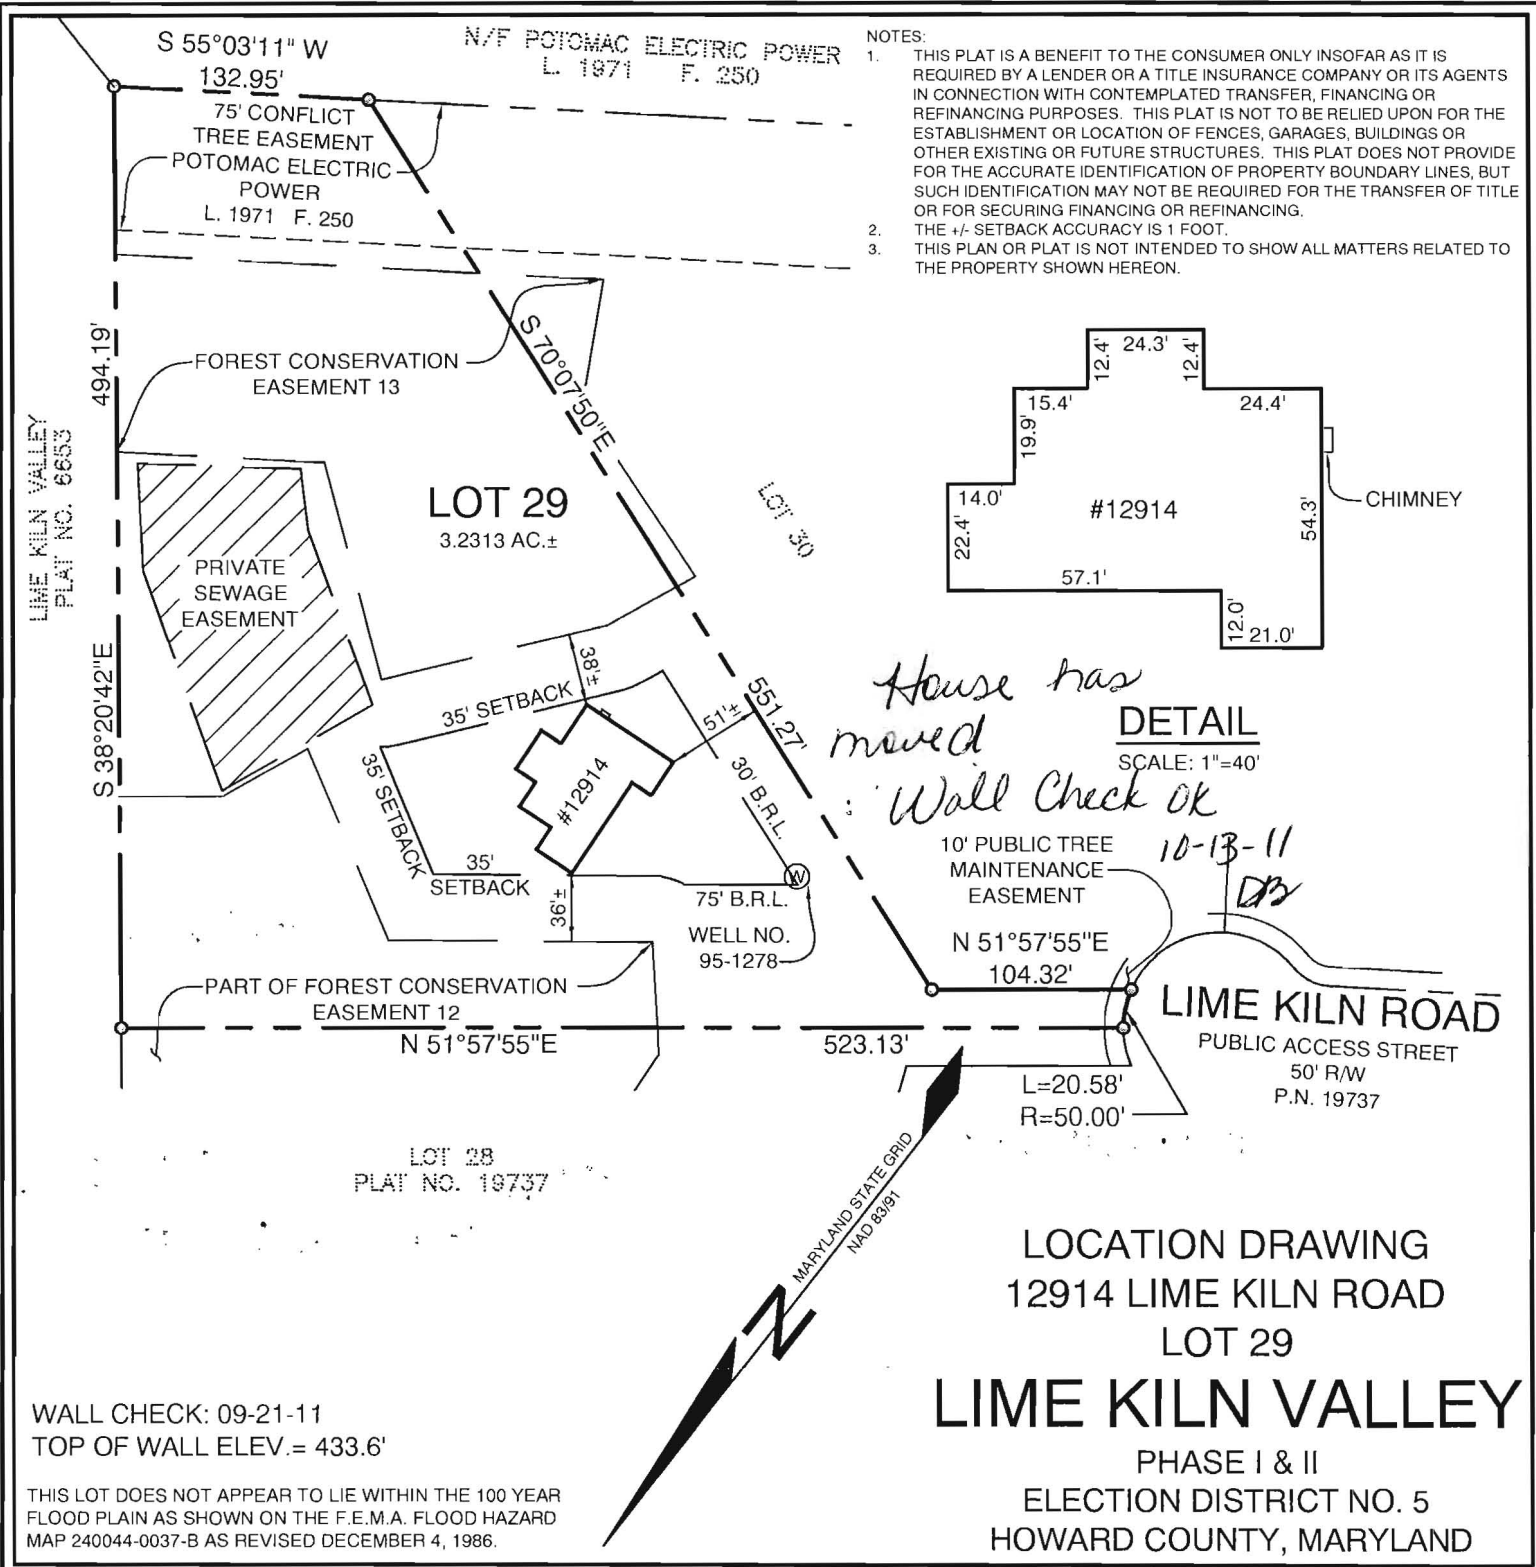 S 55°03'11" W
132.95'
N/F POTOMAC ELECTRIC POWER
L. 1971 F. 250
75' CONFLICT
TREE EASEMENT
POTOMAC ELECTRIC
POWER
L. 1971 F. 250
NOTES:
1. THIS PLAT IS A BENEFIT TO THE CONSUMER ONLY INSOFAR AS IT IS
REQUIRED BY A LENDER OR A TITLE INSURANCE COMPANY OR ITS AGENTS
IN CONNECTION WITH CONTEMPLATED TRANSFER, FINANCING OR
REFINANCING PURPOSES. THIS PLAT IS NOT TO BE RELIED UPON FOR THE
ESTABLISHMENT OR LOCATION OF FENCES, GARAGES, BUILDINGS OR
OTHER EXISTING OR FUTURE STRUCTURES. THIS PLAT DOES NOT PROVIDE
FOR THE ACCURATE IDENTIFICATION OF PROPERTY BOUNDARY LINES, BUT
SUCH IDENTIFICATION MAY NOT BE REQUIRED FOR THE TRANSFER OF TITLE
OR FOR SECURING FINANCING OR REFINANCING.
2. THE +/- SETBACK ACCURACY IS 1 FOOT.
3. THIS PLAN OR PLAT IS NOT INTENDED TO SHOW ALL MATTERS RELATED TO
THE PROPERTY SHOWN HEREON.
494.19'
S 38°20'42"E
LIME KILN VALLEY
PLAT NO. 6653
FOREST CONSERVATION
EASEMENT 13
S 70°07'50"E
551.27'
LOT 29
3.2313 AC.±
LOT 30
PRIVATE
SEWAGE
EASEMENT
12.4'
24.3'
12.4'
15.4'
24.4'
19.9'
14.0'
22.4'
#12914
54.3'
CHIMNEY
57.1'
12.0'
21.0'
DETAIL
SCALE: 1"=40'
House has
moved
Wall Check OK
10-13-11
DB
38'±
35' SETBACK
35' SETBACK
35'
SETBACK
#12914
51'±
30' B.R.L.
36'±
75' B.R.L.
W
WELL NO.
95-1278
10' PUBLIC TREE
MAINTENANCE
EASEMENT
N 51°57'55"E
104.32'
PART OF FOREST CONSERVATION
EASEMENT 12
N 51°57'55"E
523.13'
LIME KILN ROAD
PUBLIC ACCESS STREET
50' R/W
P.N. 19737
L=20.58'
R=50.00'
LOT 28
PLAT NO. 19737
MARYLAND STATE GRID
NAD 83/91
N
LOCATION DRAWING
12914 LIME KILN ROAD
LOT 29
LIME KILN VALLEY
PHASE I & II
ELECTION DISTRICT NO. 5
HOWARD COUNTY, MARYLAND
WALL CHECK: 09-21-11
TOP OF WALL ELEV.= 433.6'
THIS LOT DOES NOT APPEAR TO LIE WITHIN THE 100 YEAR
FLOOD PLAIN AS SHOWN ON THE F.E.M.A. FLOOD HAZARD
MAP 240044-0037-B AS REVISED DECEMBER 4, 1986.